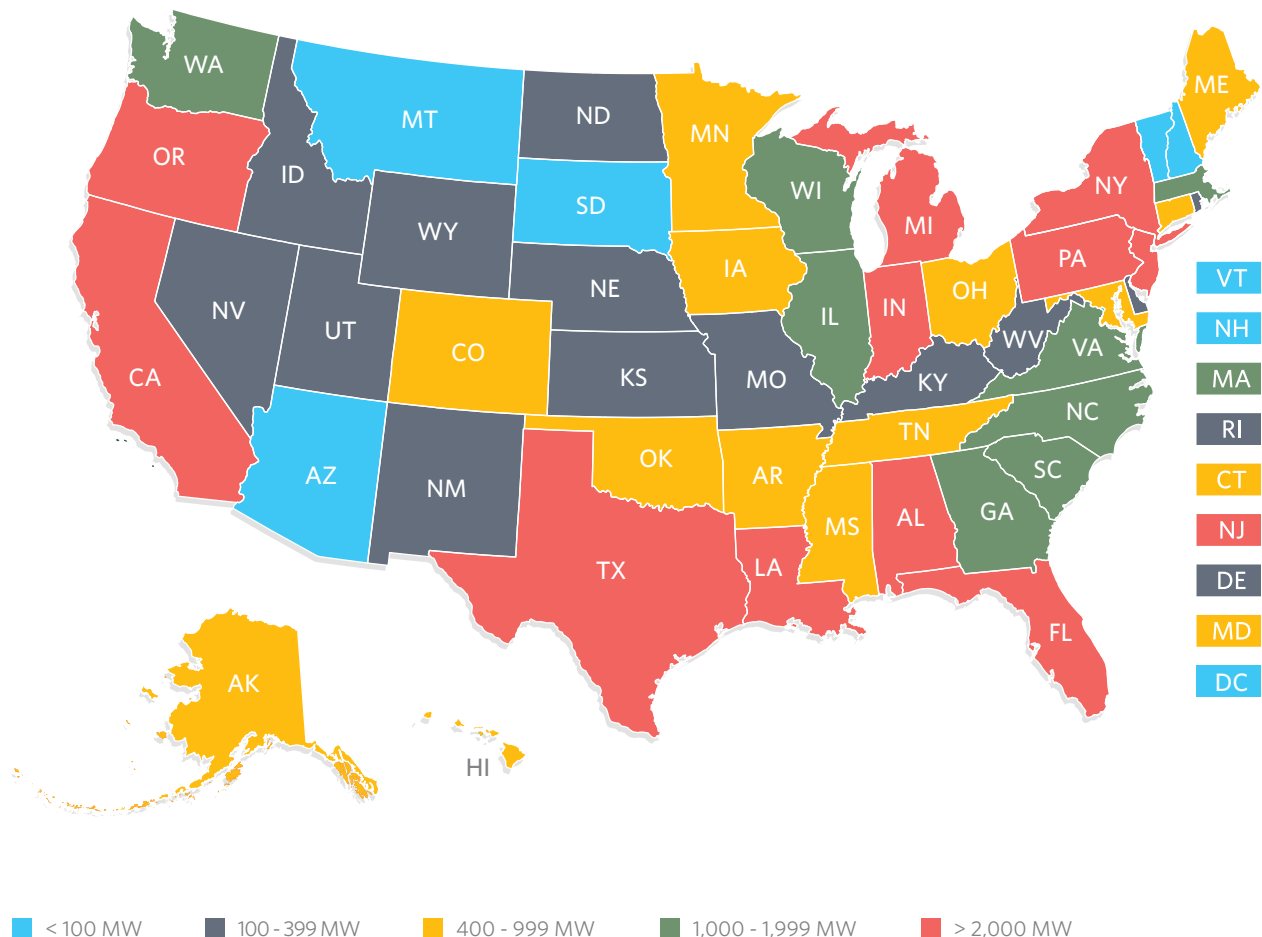 WA
MT
ND
MN
ME
OR
ID
SD
WI
NY
MI
WY
IA
PA
NE
OH
IN
IL
NV
UT
CO
WV
VA
CA
KS
MO
KY
NC
TN
AZ
NM
OK
AR
SC
MS
AL
GA
TX
LA
FL
AK
HI
VT
NH
MA
RI
CT
NJ
DE
MD
DC
< 100 MW
100 - 399 MW
400 - 999 MW
1,000 - 1,999 MW
> 2,000 MW